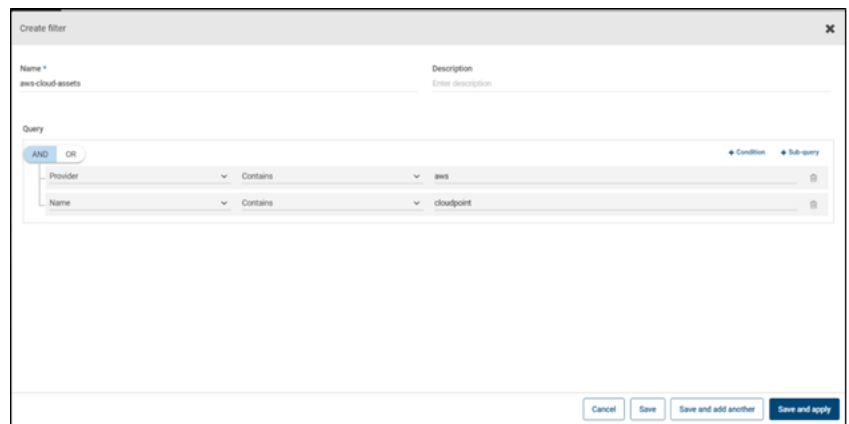 Create filter
Name * Description
aws-cloud-assets Enter description
Query
AND OR + Condition + Sub-query
Provider Contains aws
Name Contains cloudpoint
Cancel Save Save and add another Save and apply